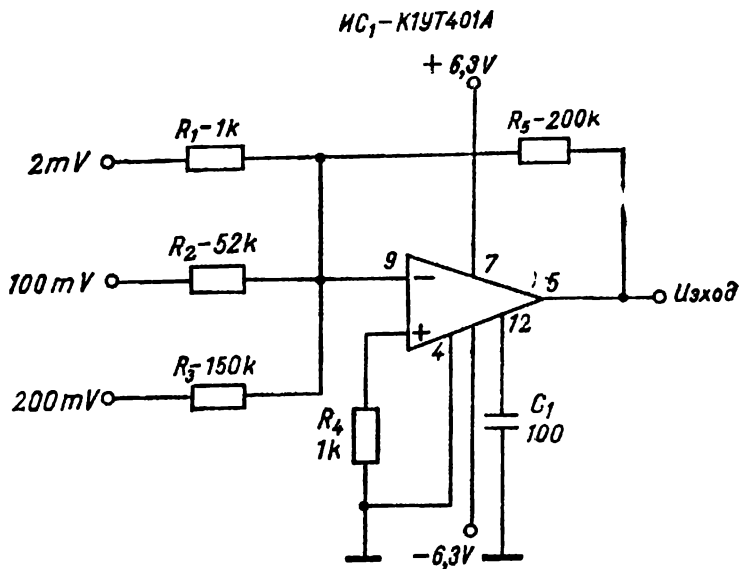 ИС₁-К1УТ401А
+ 6,3V
R₁-1k
R₅-200k
2mV
R₂-52k
9
7
5
100mV
Изход
12
4
R₃-150k
200mV
R₄
1k
C₁
100
-6,3V